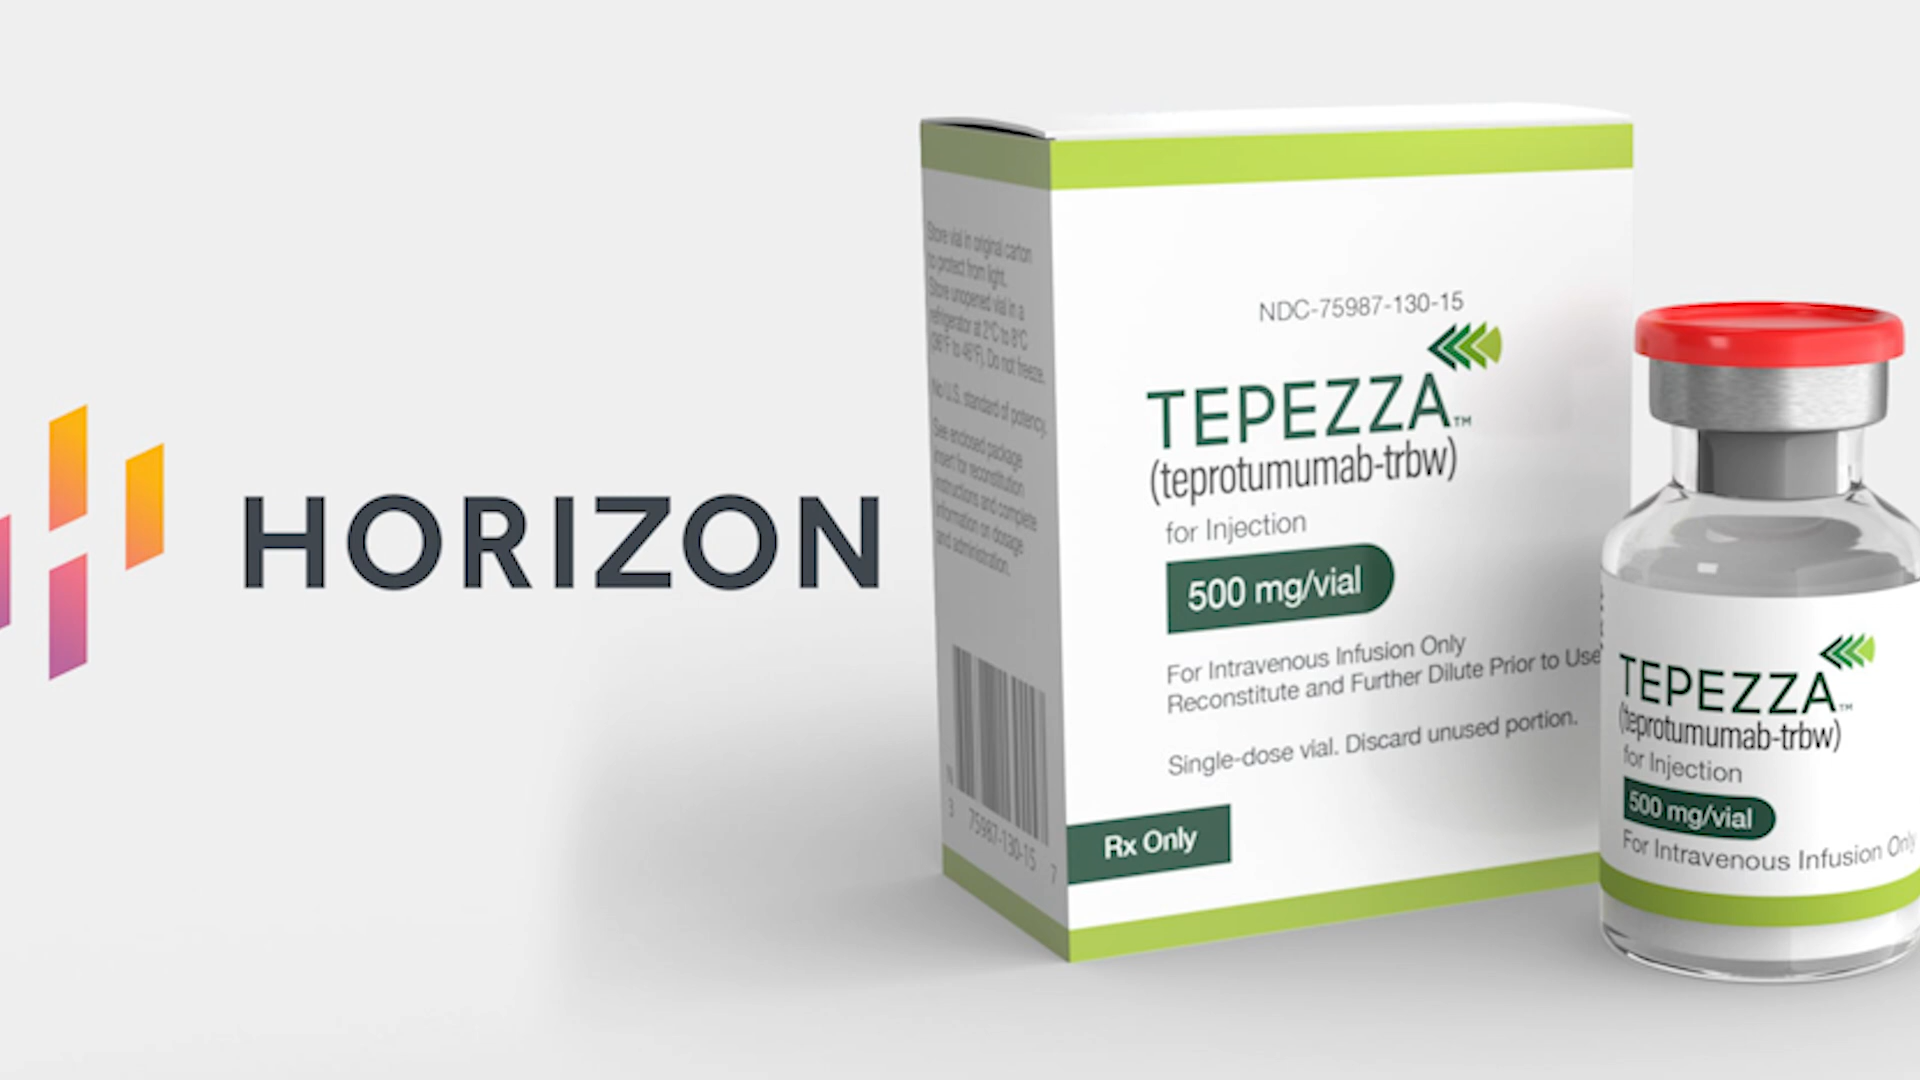 HORIZON
Store vial in original carton
to protect from light.
Store unopened vial in a
refrigerator at 2°C to 8°C
(36°F to 46°F). Do not freeze.
No U.S. standard of potency.
See enclosed package
insert for reconstitution
instructions and complete
information on dosage
and administration.
N
3 75987-130-15 7
NDC-75987-130-15
TEPEZZA™
(teprotumumab-trbw)
for Injection
500 mg/vial
For Intravenous Infusion Only
Reconstitute and Further Dilute Prior to Use
Single-dose vial. Discard unused portion.
Rx Only
TEPEZZA™
(teprotumumab-trbw)
for Injection
500 mg/vial
For Intravenous Infusion Only